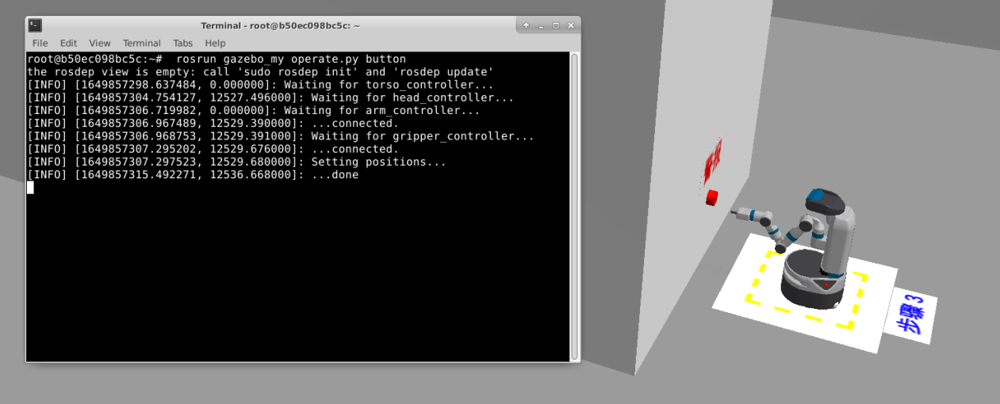 Terminal - root@b50ec098bc5c: ~
File Edit View Terminal Tabs Help
root@b50ec098bc5c:~#  rosrun gazebo_my operate.py button
the rosdep view is empty: call 'sudo rosdep init' and 'rosdep update'
[INFO] [1649857298.637484, 0.000000]: Waiting for torso_controller...
[INFO] [1649857304.754127, 12527.496000]: Waiting for head_controller...
[INFO] [1649857306.719982, 0.000000]: Waiting for arm_controller...
[INFO] [1649857306.967489, 12529.390000]: ...connected.
[INFO] [1649857306.968753, 12529.391000]: Waiting for gripper_controller...
[INFO] [1649857307.295202, 12529.676000]: ...connected.
[INFO] [1649857307.297523, 12529.680000]: Setting positions...
[INFO] [1649857315.492271, 12536.668000]: ...done
步骤 3